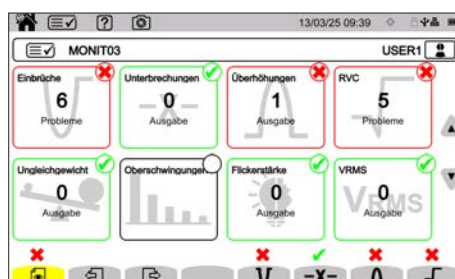 13/03/25 09:39
MONIT03 USER1
Einbrüche Unterbrechungen Überhöhungen RVC
6 0 1 5
Probleme Ausgabe Ausgabe Probleme
Ungleichgewicht Oberschwingungen Flickerstärke VRMS
0 0 0
Ausgabe Ausgabe Ausgabe
VRMS